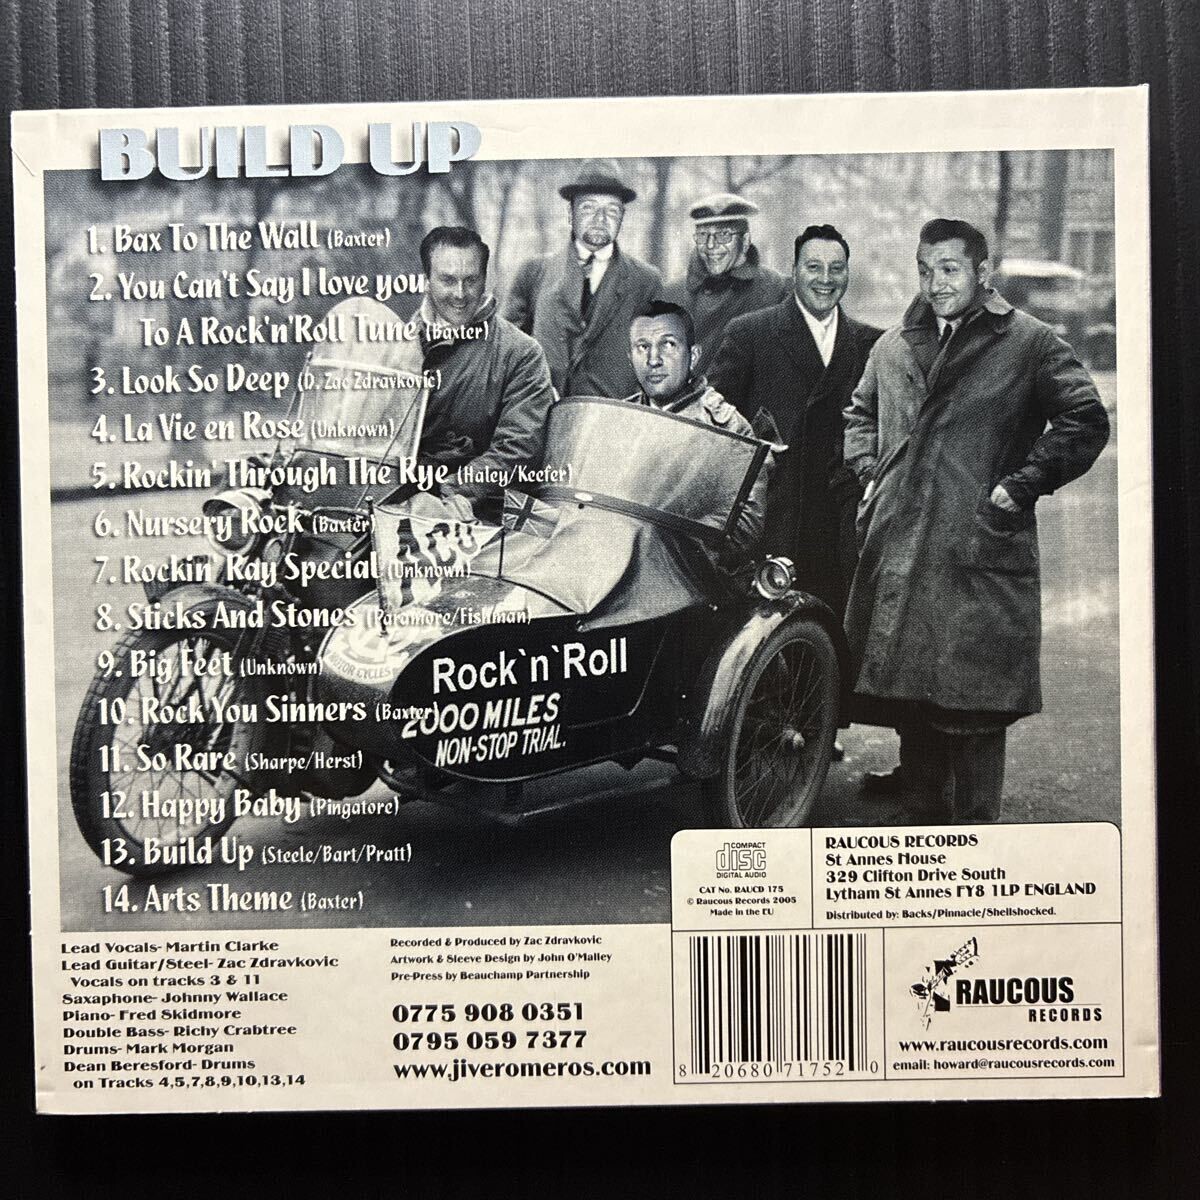 BUILD UP
1. Bax To The Wall (Baxter)
2. You Can't Say I love you
To A Rock'n'Roll Tune (Baxter)
3. Look So Deep (D. Zac Zdravkovic)
4. La Vie en Rose (Unknown)
5. Rockin' Through The Rye (Haley/Keefer)
6. Nursery Rock (Baxter)
7. Rockin' Ray Special (Unknown)
8. Sticks And Stones (Paramore/Fishman)
9. Big Feet (Unknown)
10. Rock You Sinners (Baxter)
11. So Rare (Sharpe/Herst)
12. Happy Baby (Pingatore)
13. Build Up (Steele/Bart/Pratt)
14. Arts Theme (Baxter)
ACU
MOTOR CYCLES
Rock`n`Roll
2000 MILES
NON-STOP TRIAL.
Lead Vocals- Martin Clarke
Lead Guitar/Steel- Zac Zdravkovic
Vocals on tracks 3 & 11
Saxaphone- Johnny Wallace
Piano- Fred Skidmore
Double Bass- Richy Crabtree
Drums- Mark Morgan
Dean Beresford- Drums
on Tracks 4,5,7,8,9,10,13,14
Recorded & Produced by Zac Zdravkovic
Artwork & Sleeve Design by John O'Malley
Pre-Press by Beauchamp Partnership
0775 908 0351
0795 059 7377
www.jiveromeros.com
COMPACT
disc
DIGITAL AUDIO
CAT No. RAUCD 175
© Raucous Records 2005
Made in the EU
RAUCOUS RECORDS
St Annes House
329 Clifton Drive South
Lytham St Annes FY8 1LP ENGLAND
Distributed by: Backs/Pinnacle/Shellshocked.
8 20680 71752 0
RAUCOUS
RECORDS
www.raucousrecords.com
email: howard@raucousrecords.com